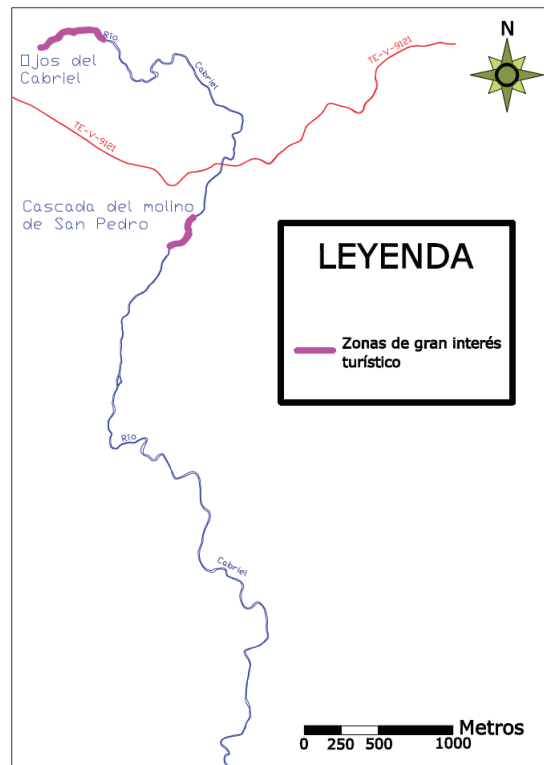 N
Río
▯jos del
Cabriel
Cabriel
TE-V-9121
TE-V-9121
Cascada del molino
de San Pedro
LEYENDA
Zonas de gran interés
turístico
Río
Cabriel
Metros
0 250 500 1000